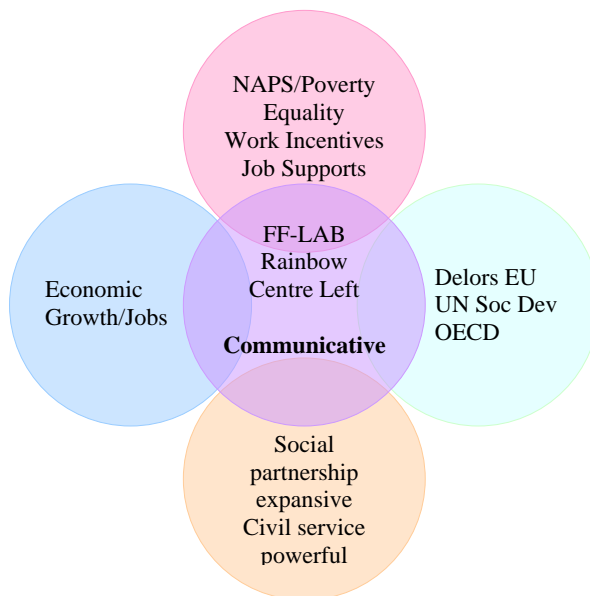 NAPS/Poverty
Equality
Work Incentives
Job Supports
FF-LAB
Rainbow
Centre Left
Communicative
Economic
Growth/Jobs
Delors EU
UN Soc Dev
OECD
Social
partnership
expansive
Civil service
powerful